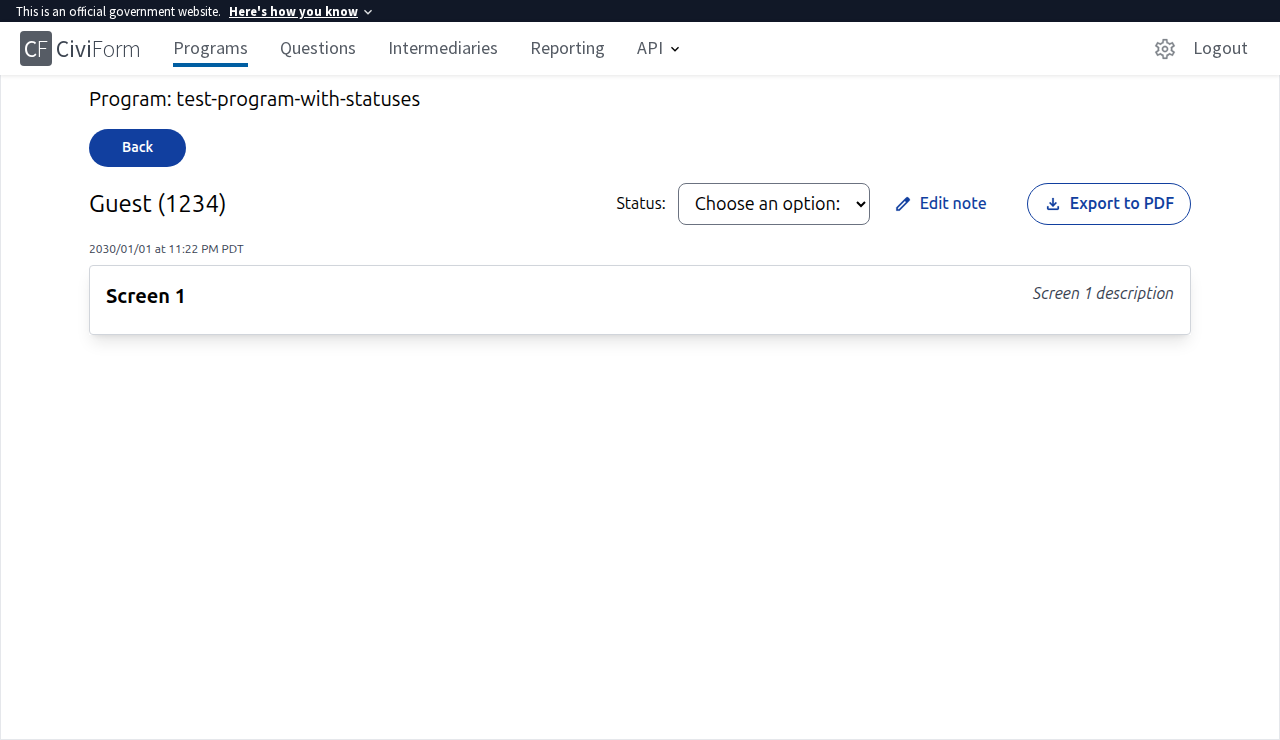 This is an official government website. Here's how you know
CF CiviForm Programs Questions Intermediaries Reporting API Logout
Program: test-program-with-statuses
Back
Guest (1234) Status: Choose an option: Edit note Export to PDF
2030/01/01 at 11:22 PM PDT
Screen 1 Screen 1 description